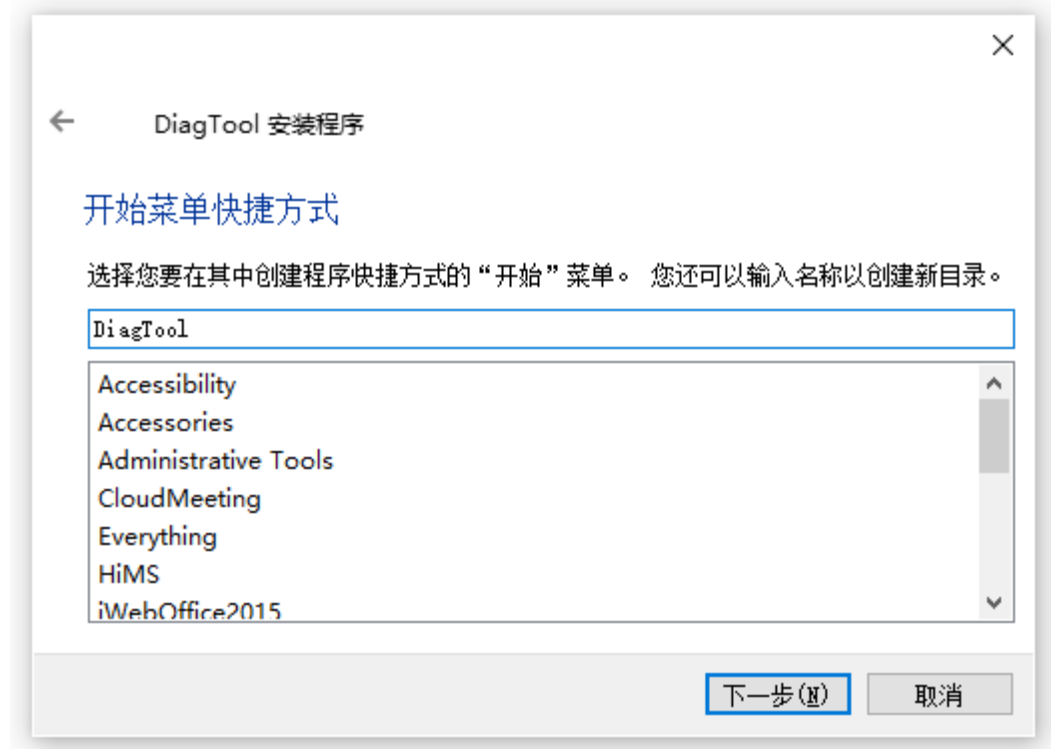 DiagTool 安装程序
开始菜单快捷方式
选择您要在其中创建程序快捷方式的“开始”菜单。 您还可以输入名称以创建新目录。
DiagTool
Accessibility
Accessories
Administrative Tools
CloudMeeting
Everything
HiMS
iWebOffice2015
下一步(N) 取消